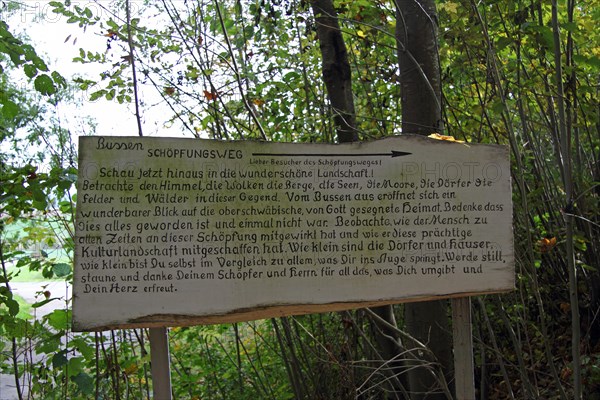 Bussen SCHÖPFUNGSWEG Lieber Besucher des Schöpfungsweges!
Schau Jetzt hinaus in die wunderschöne Landschaft!
Betrachte den Himmel, die Wolken die Berge, die Seen, die Moore, die Dörfer die
Felder und Wälder in dieser Gegend. Vom Bussen aus eröffnet sich ein
wunderbarer Blick auf die oberschwäbische, von Gott gesegnete Heimat. Bedenke dass
dies alles geworden ist und einmal nicht war. Beobachte wie der Mensch zu
allen Zeiten an dieser Schöpfung mitgewirkt hat und wie er diese prächtige
Kulturlandschaft mitgeschaffen hat. Wie klein sind die Dörfer und Häuser,
wie klein bist Du selbst im Vergleich zu allem, was Dir ins Auge springt. Werde still,
staune und danke Deinem Schöpfer und Herrn für all das, was Dich umgibt und
Dein Herz erfreut.